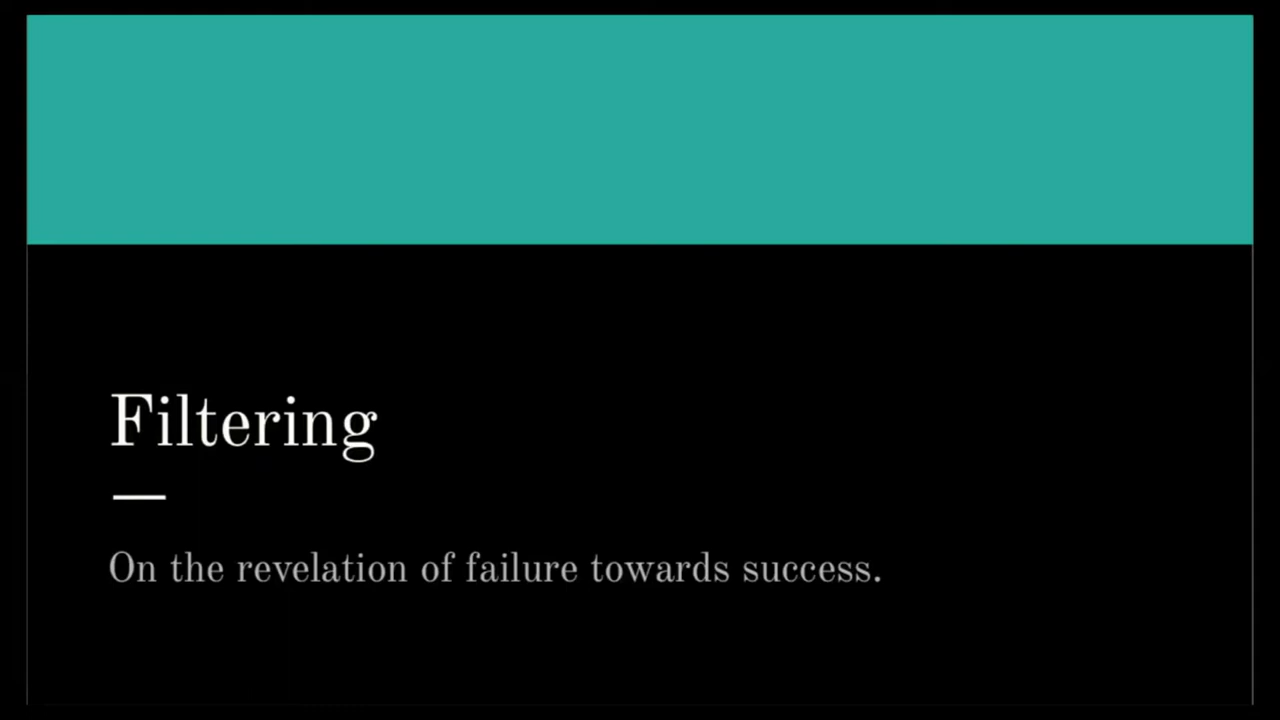 Filtering
On the revelation of failure towards success.